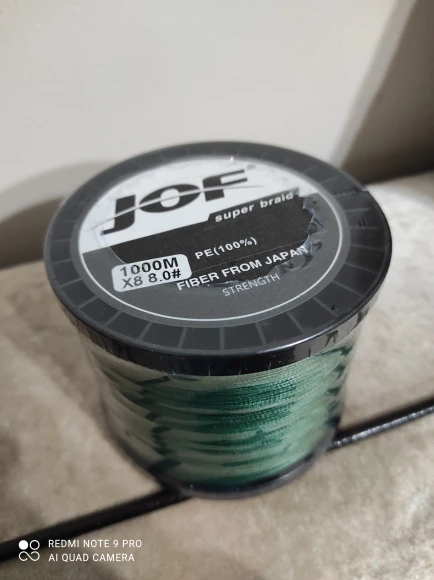 JOF
super braid
PE(100%)
1000M
X8 8.0#
FIBER FROM JAPAN
STRENGTH
REDMI NOTE 9 PRO
AI QUAD CAMERA